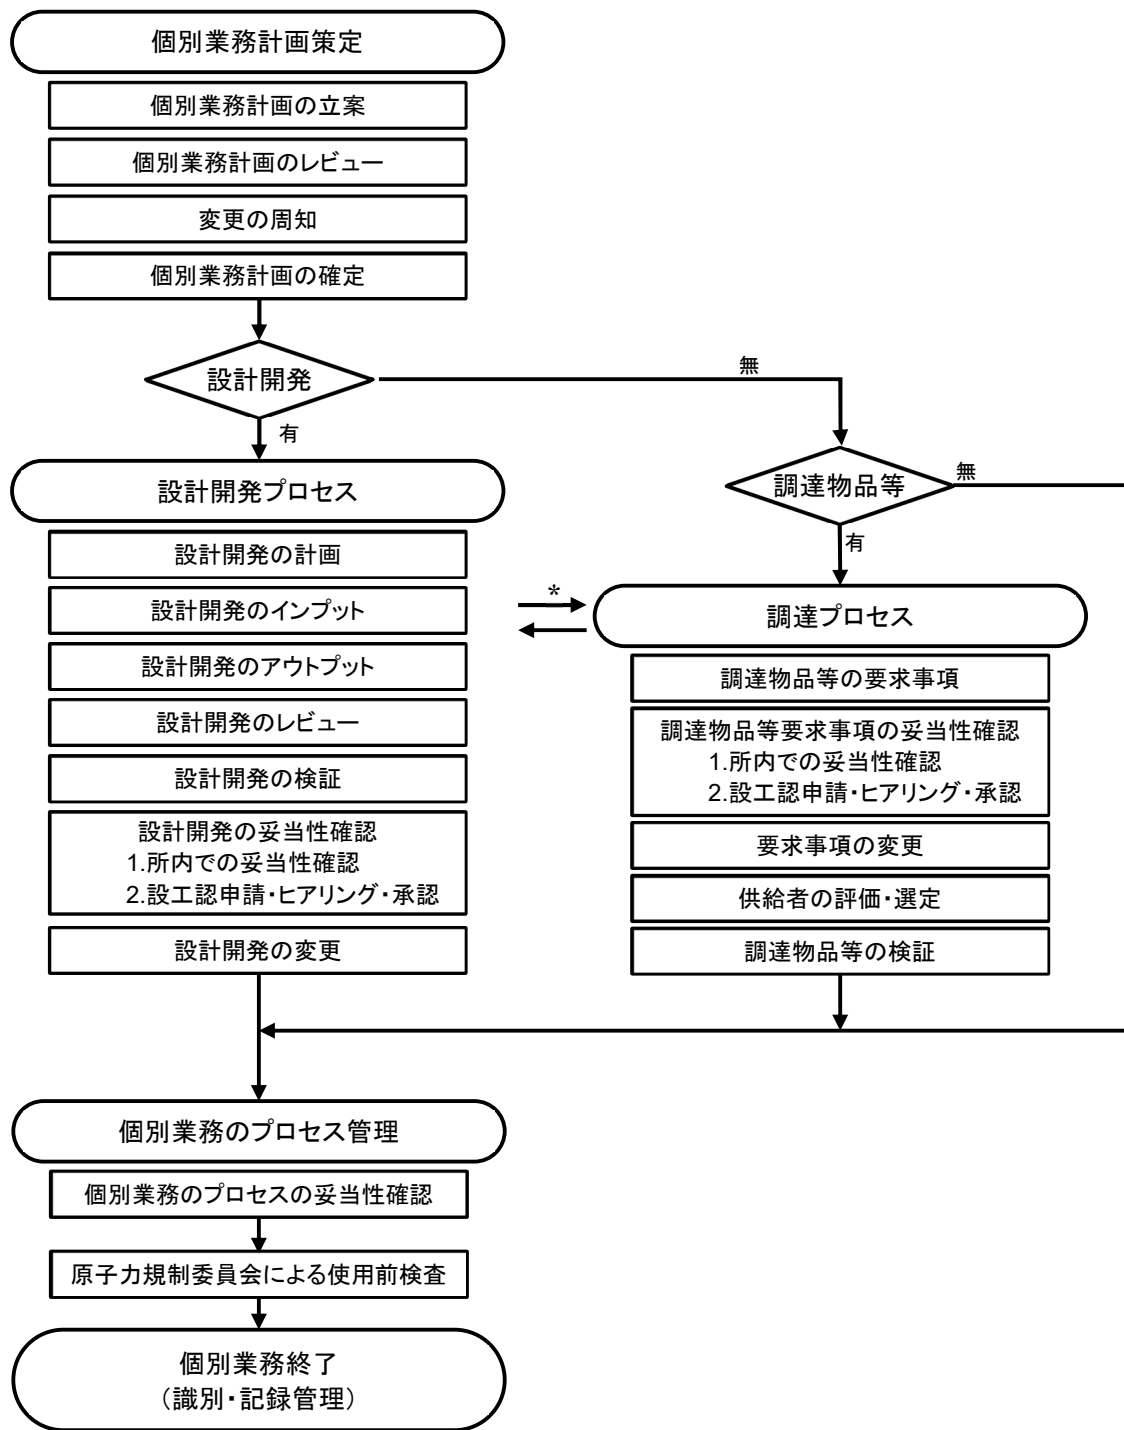 個別業務計画策定
個別業務計画の立案
個別業務計画のレビュー
変更の周知
個別業務計画の確定
設計開発
無
有
調達物品等
無
有
設計開発プロセス
設計開発の計画
設計開発のインプット
設計開発のアウトプット
設計開発のレビュー
設計開発の検証
設計開発の妥当性確認
1.所内での妥当性確認
2.設工認申請・ヒアリング・承認
設計開発の変更
*
調達プロセス
調達物品等の要求事項
調達物品等要求事項の妥当性確認
1.所内での妥当性確認
2.設工認申請・ヒアリング・承認
要求事項の変更
供給者の評価・選定
調達物品等の検証
個別業務のプロセス管理
個別業務のプロセスの妥当性確認
原子力規制委員会による使用前検査
個別業務終了
（識別・記録管理）